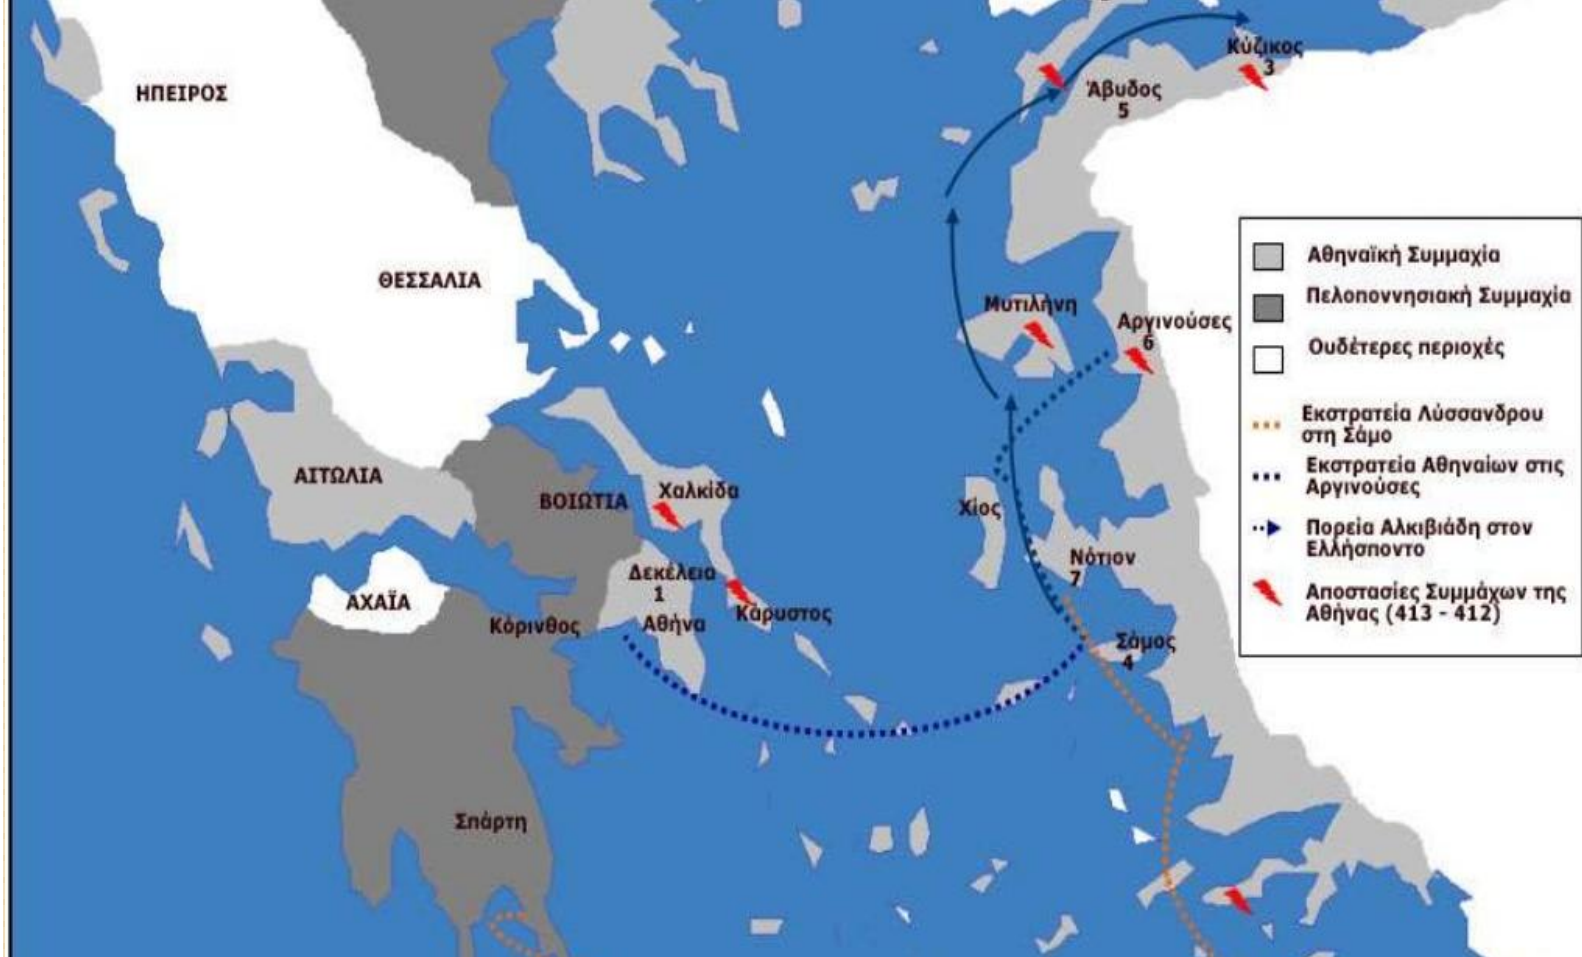 Κύζικος
3
ΗΠΕΙΡΟΣ
Άβυδος
5
ΘΕΣΣΑΛΙΑ
Μυτιλήνη
Αργινούσες
6
ΑΙΤΩΛΙΑ
ΒΟΙΩΤΙΑ
Χαλκίδα
Χίος
Νότιον
7
Δεκέλεια
1
ΑΧΑΪΑ
Κόρινθος
Αθήνα
Κάρυστος
Σάμος
4
Σπάρτη
Αθηναϊκή Συμμαχία
Πελοποννησιακή Συμμαχία
Ουδέτερες περιοχές
Εκστρατεία Λύσσανδρου
στη Σάμο
Εκστρατεία Αθηναίων στις
Αργινούσες
Πορεία Αλκιβιάδη στον
Ελλήσποντο
Αποστασίες Συμμάχων της
Αθήνας (413 - 412)